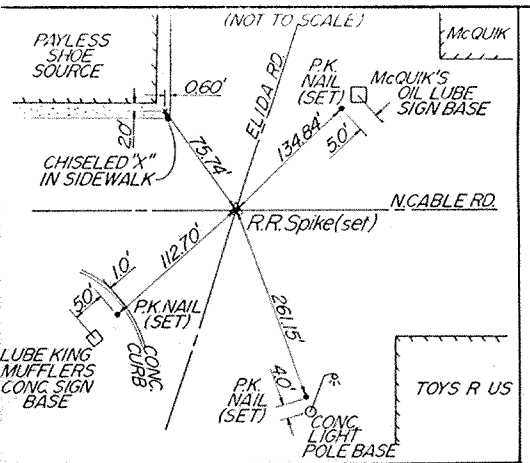 (NOT TO SCALE)
PAYLESS
SHOE
SOURCE
McQUIK
0.60'
ELIDA RD.
P.K.
NAIL
(SET)
McQUIK'S
OIL LUBE
SIGN BASE
2.0'
75.74'
134.84'
5.0'
CHISELED "X"
IN SIDEWALK
N.CABLE RD.
R.R.Spike(set)
112.70'
1.0'
5.0'
P.K.NAIL
(SET)
261.15'
CONC.
CURB
LUBE KING
MUFFLERS
CONC. SIGN
BASE
P.K.
NAIL
(SET)
4.0'
TOYS R US
CONC.
LIGHT
POLE BASE